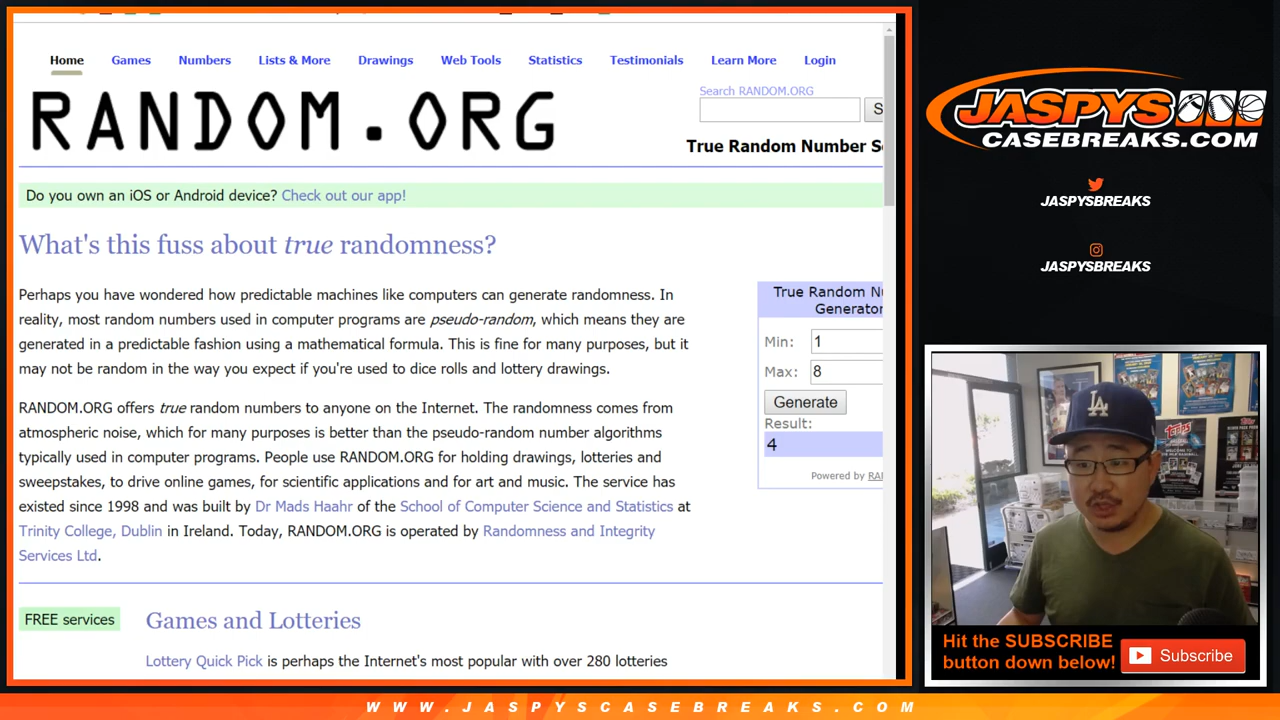 Home Games Numbers Lists & More Drawings Web Tools Statistics Testimonials Learn More Login
RANDOM.ORG
Search RANDOM.ORG
S
True Random Number S
Do you own an iOS or Android device? Check out our app!
What's this fuss about true randomness?
Perhaps you have wondered how predictable machines like computers can generate randomness. In
reality, most random numbers used in computer programs are pseudo-random, which means they are
generated in a predictable fashion using a mathematical formula. This is fine for many purposes, but it
may not be random in the way you expect if you're used to dice rolls and lottery drawings.
RANDOM.ORG offers true random numbers to anyone on the Internet. The randomness comes from
atmospheric noise, which for many purposes is better than the pseudo-random number algorithms
typically used in computer programs. People use RANDOM.ORG for holding drawings, lotteries and
sweepstakes, to drive online games, for scientific applications and for art and music. The service has
existed since 1998 and was built by Dr Mads Haahr of the School of Computer Science and Statistics at
Trinity College, Dublin in Ireland. Today, RANDOM.ORG is operated by Randomness and Integrity
Services Ltd.
True Random Nu
Generator
Min: 1
Max: 8
Generate
Result:
4
Powered by RA
FREE services
Games and Lotteries
Lottery Quick Pick is perhaps the Internet's most popular with over 280 lotteries
JASPYS
CASEBREAKS.COM
JASPYSBREAKS
JASPYSBREAKS
LA
TOPPS
Hit the SUBSCRIBE
button down below!
Subscribe
WWW.JASPYSCASEBREAKS.COM